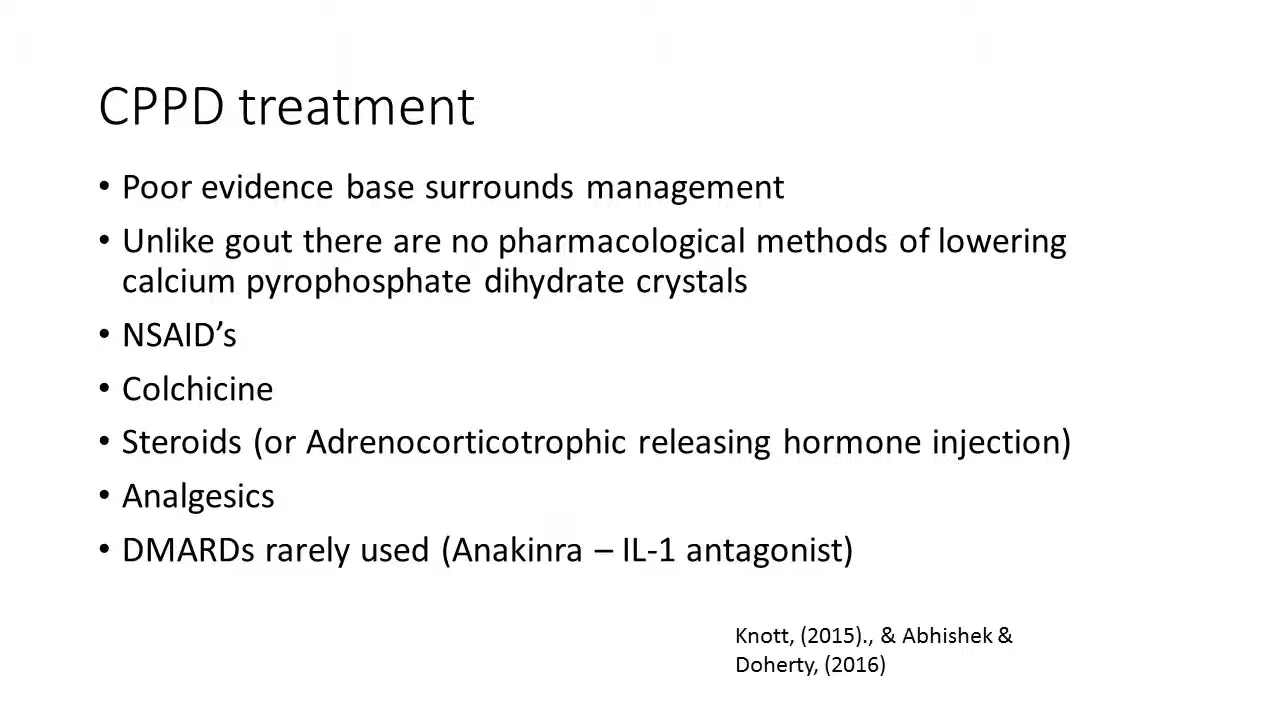 CPPD treatment
• Poor evidence base surrounds management
• Unlike gout there are no pharmacological methods of lowering
calcium pyrophosphate dihydrate crystals
• NSAID’s
• Colchicine
• Steroids (or Adrenocorticotrophic releasing hormone injection)
• Analgesics
• DMARDs rarely used (Anakinra – IL-1 antagonist)
Knott, (2015)., & Abhishek &
Doherty, (2016)